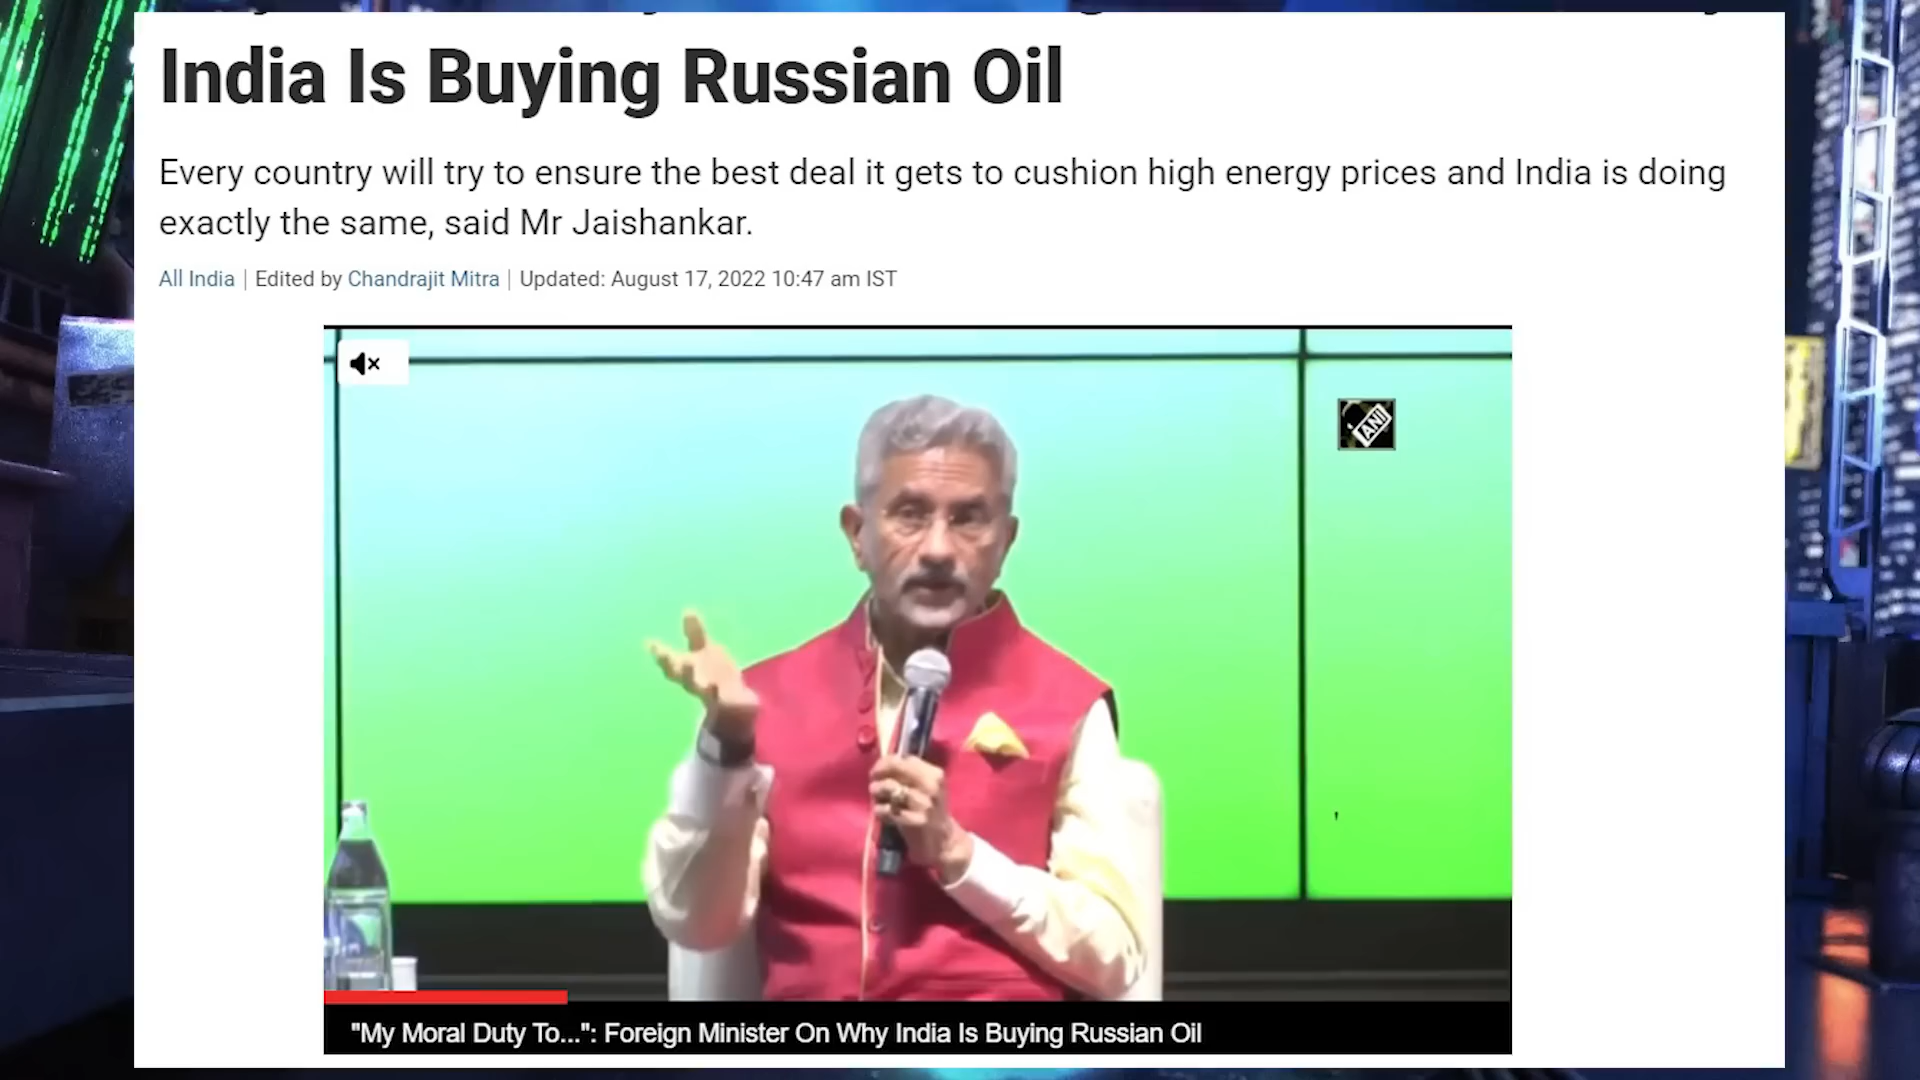 India Is Buying Russian Oil
Every country will try to ensure the best deal it gets to cushion high energy prices and India is doing
exactly the same, said Mr Jaishankar.
All India | Edited by Chandrajit Mitra | Updated: August 17, 2022 10:47 am IST
ANI
"My Moral Duty To...": Foreign Minister On Why India Is Buying Russian Oil